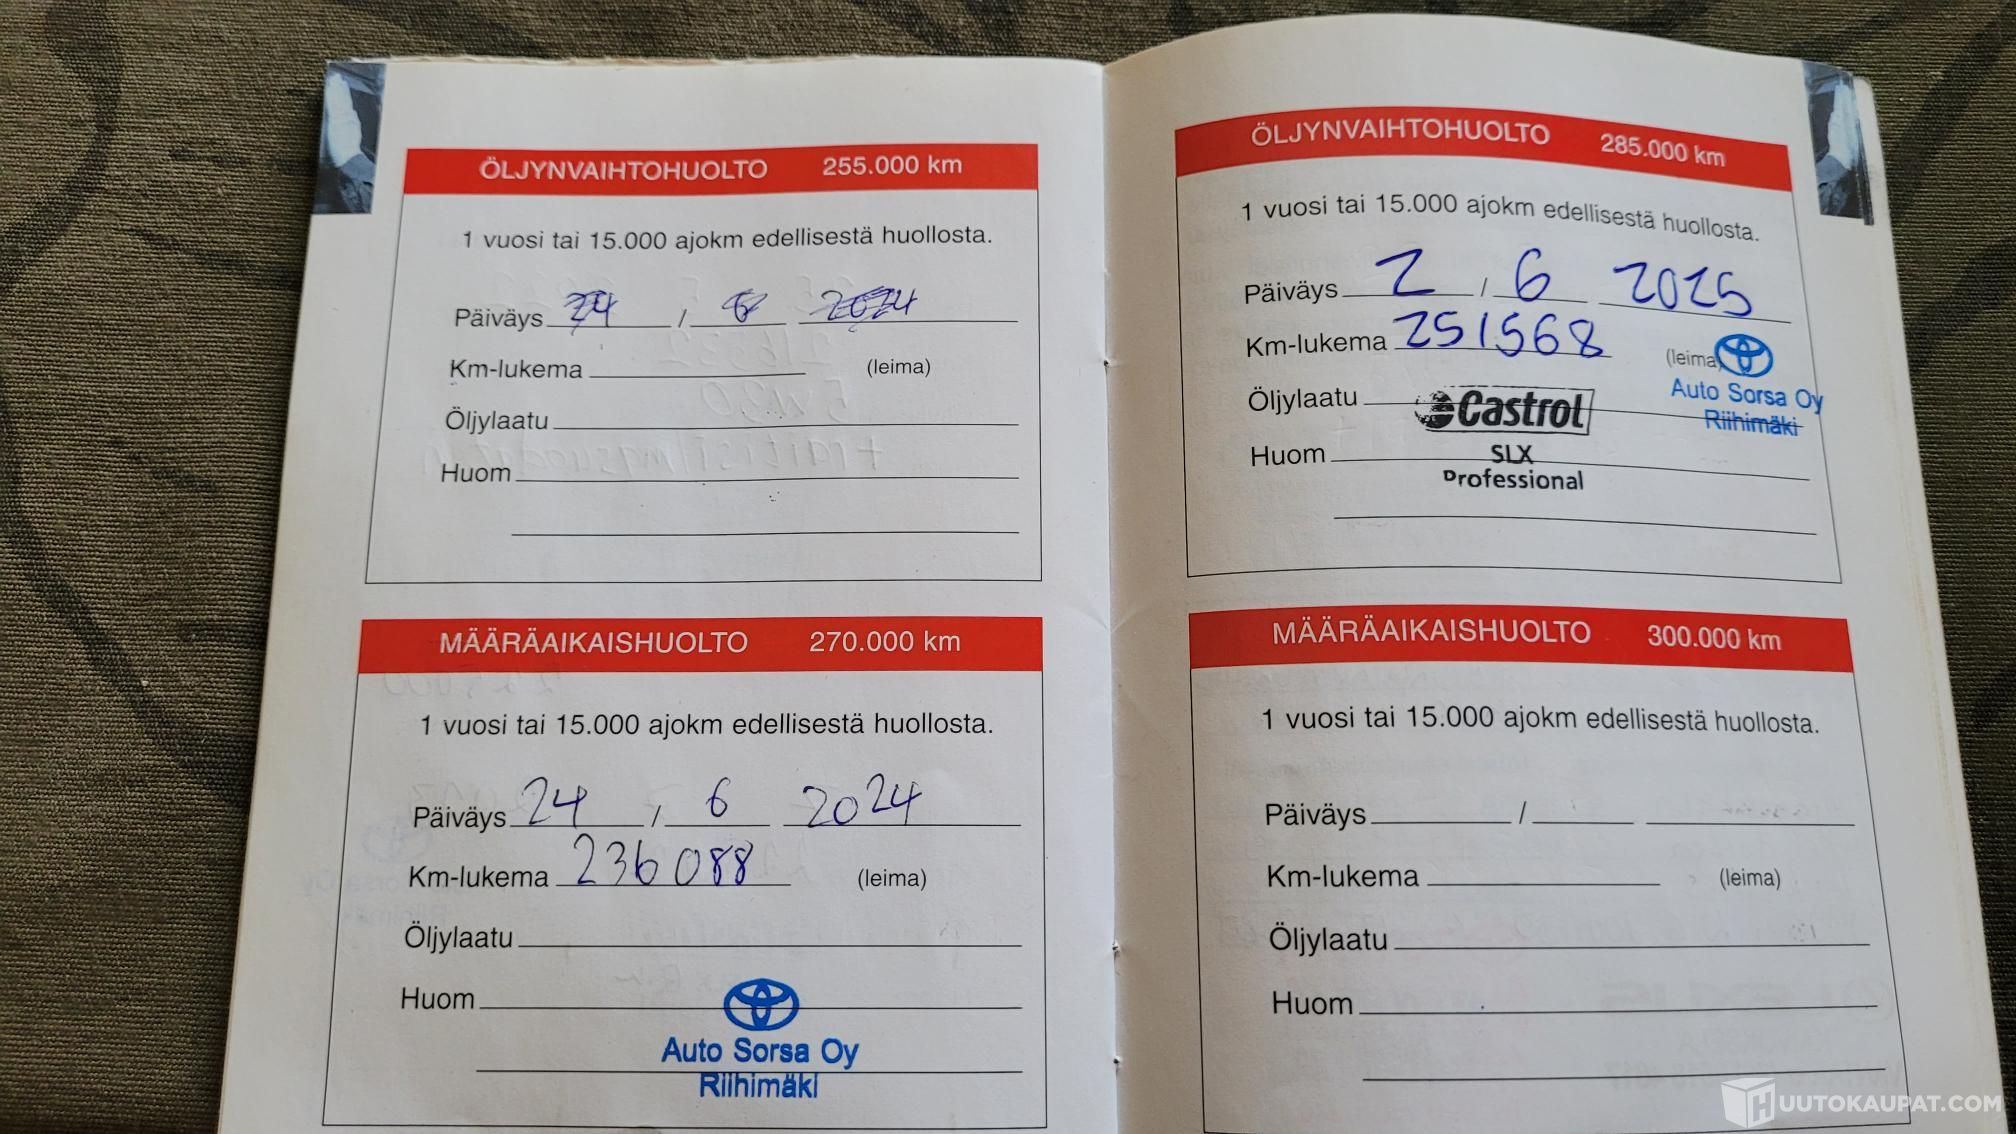 ÖLJYNVAIHTOHUOLTO 255.000 km
1 vuosi tai 15.000 ajokm edellisestä huollosta.
Päiväys 24 / 6 2024
Km-lukema (leima)
Öljylaatu
Huom
MÄÄRÄAIKAISHUOLTO 270.000 km
1 vuosi tai 15.000 ajokm edellisestä huollosta.
Päiväys 24 / 6 2024
Km-lukema 236088 (leima)
Öljylaatu
Huom
Auto Sorsa Oy
Riihimäki
ÖLJYNVAIHTOHUOLTO 285.000 km
1 vuosi tai 15.000 ajokm edellisestä huollosta.
Päiväys 2 / 6 2025
Km-lukema 251568 (leima)
Auto Sorsa Oy
Öljylaatu Castrol
Riihimäki
Huom SLX
Professional
MÄÄRÄAIKAISHUOLTO 300.000 km
1 vuosi tai 15.000 ajokm edellisestä huollosta.
Päiväys /
Km-lukema (leima)
Öljylaatu
Huom
HUUTOKAUPAT.COM